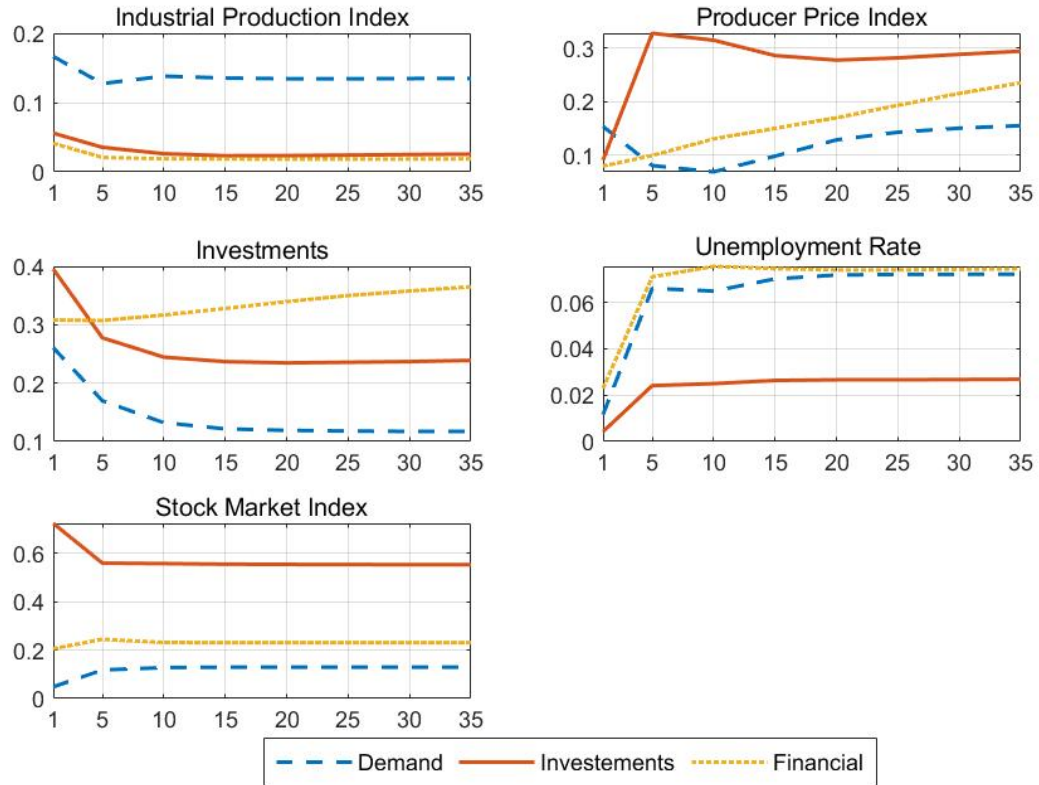 Industrial Production Index
0.2
0.1
0
1 5 10 15 20 25 30 35
Producer Price Index
0.3
0.2
0.1
1 5 10 15 20 25 30 35
Investments
0.4
0.3
0.2
0.1
1 5 10 15 20 25 30 35
Unemployment Rate
0.06
0.04
0.02
0
1 5 10 15 20 25 30 35
Stock Market Index
0.6
0.4
0.2
0
1 5 10 15 20 25 30 35
Demand Investements Financial